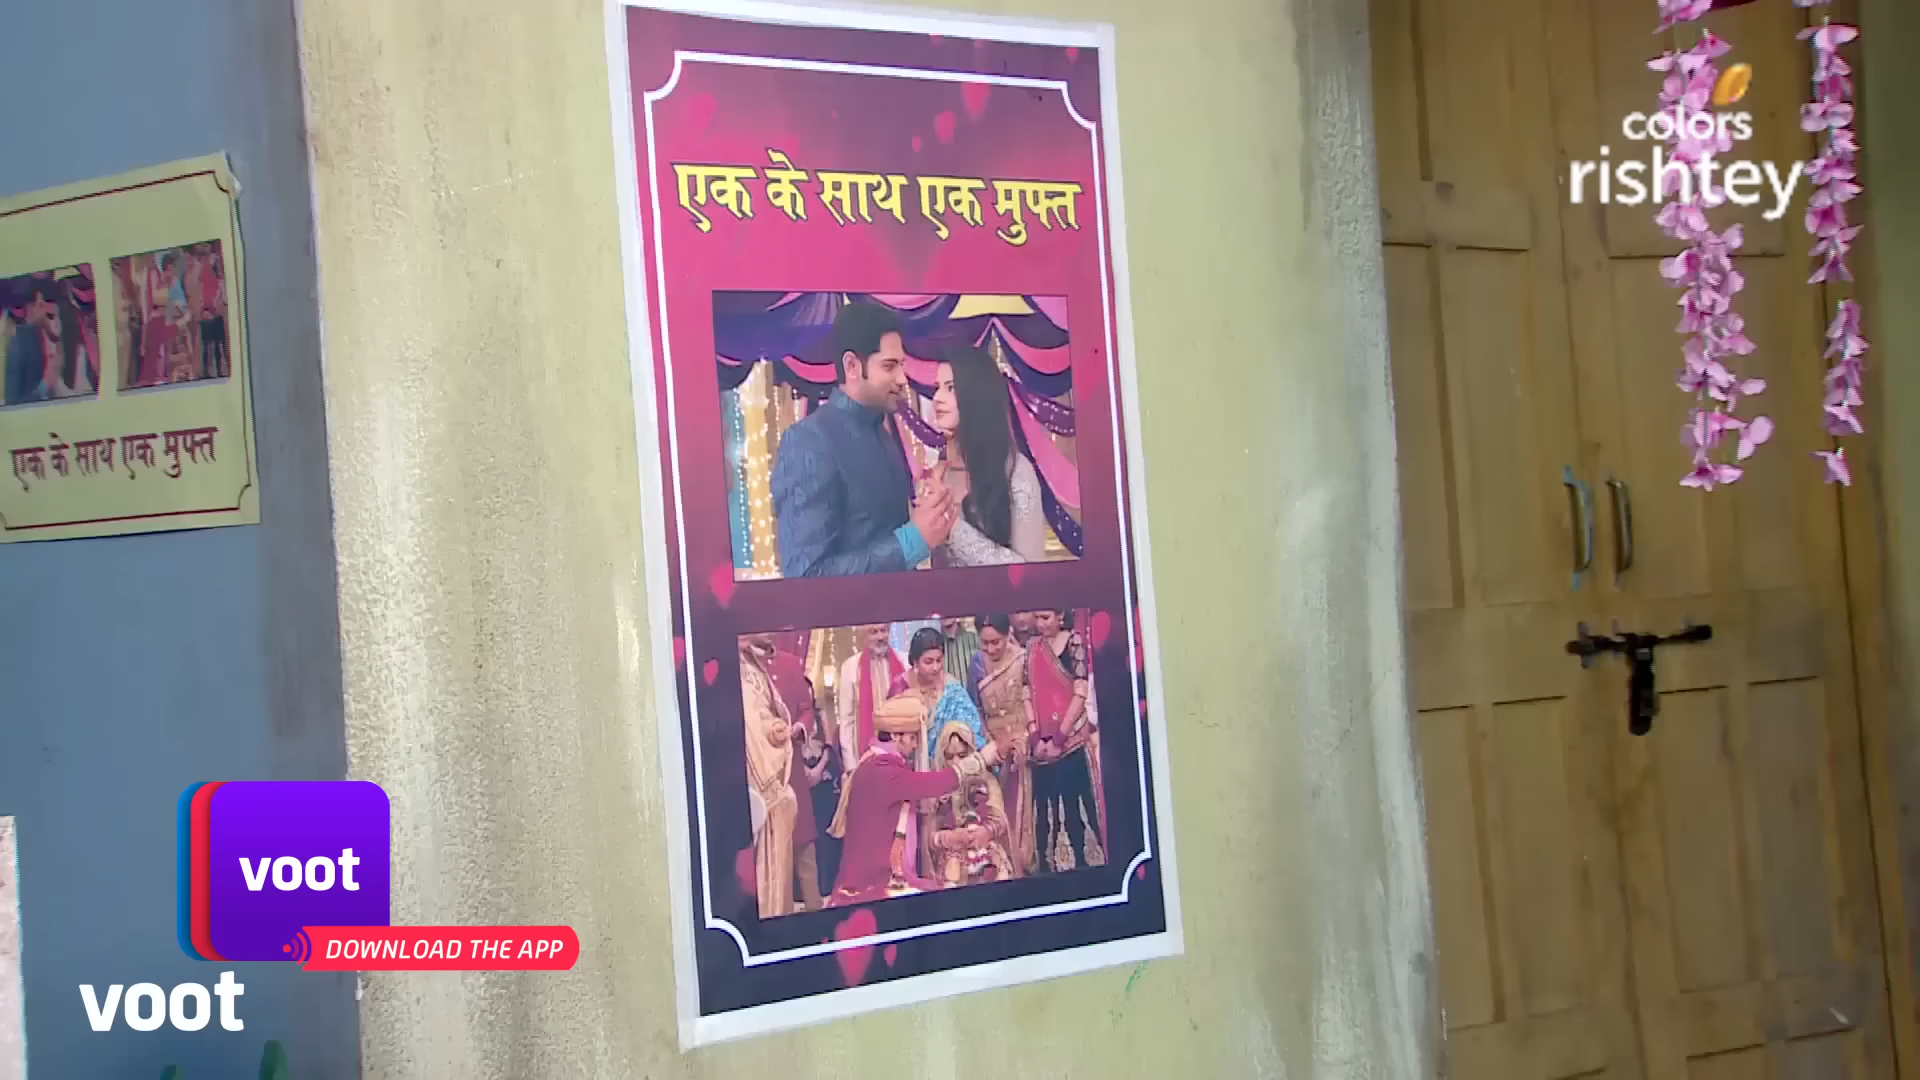 एक के साथ एक मुफ्त
एक के साथ एक मुफ्त
colors
rishtey
voot
DOWNLOAD THE APP
voot